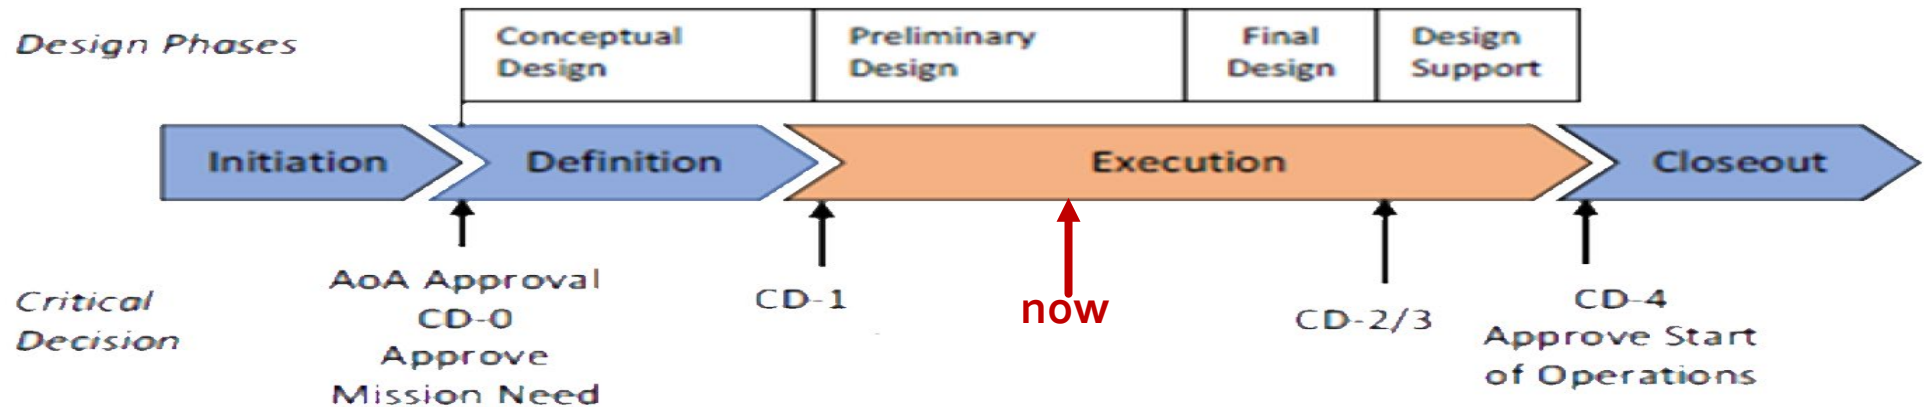 Design Phases
Conceptual
Design
Preliminary
Design
Final
Design
Design
Support
Initiation
Definition
Execution
Closeout
Critical
Decision
AoA Approval
CD-0
Approve
Mission Need
CD-1
now
CD-2/3
CD-4
Approve Start
of Operations